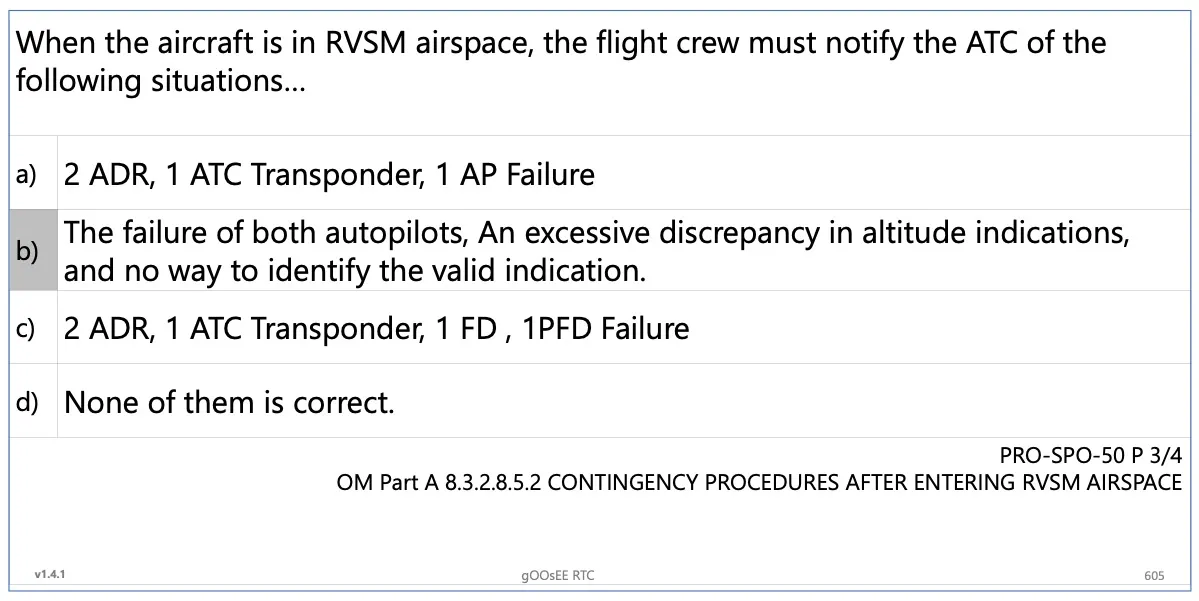 When the aircraft is in RVSM airspace, the flight crew must notify the ATC of the
following situations...
a) 2 ADR, 1 ATC Transponder, 1 AP Failure
b) The failure of both autopilots, An excessive discrepancy in altitude indications,
and no way to identify the valid indication.
c) 2 ADR, 1 ATC Transponder, 1 FD , 1PFD Failure
d) None of them is correct.
PRO-SPO-50 P 3/4
OM Part A 8.3.2.8.5.2 CONTINGENCY PROCEDURES AFTER ENTERING RVSM AIRSPACE
v1.4.1 gOOsEE RTC 605